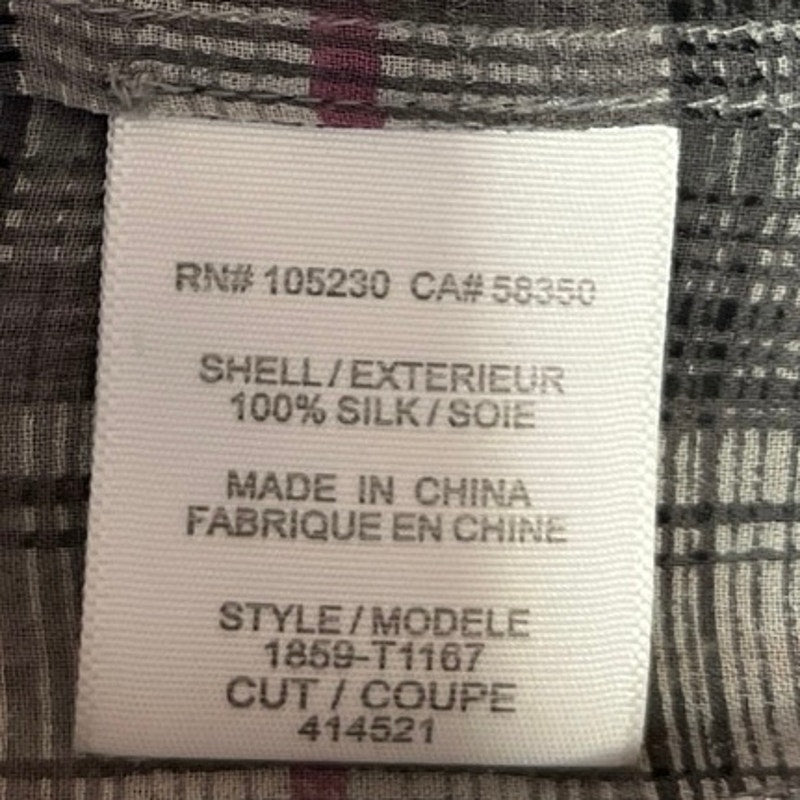 RN# 105230 CA# 58350
SHELL / EXTERIEUR
100% SILK / SOIE
MADE IN CHINA
FABRIQUE EN CHINE
STYLE / MODELE
1859-T1167
CUT / COUPE
414521